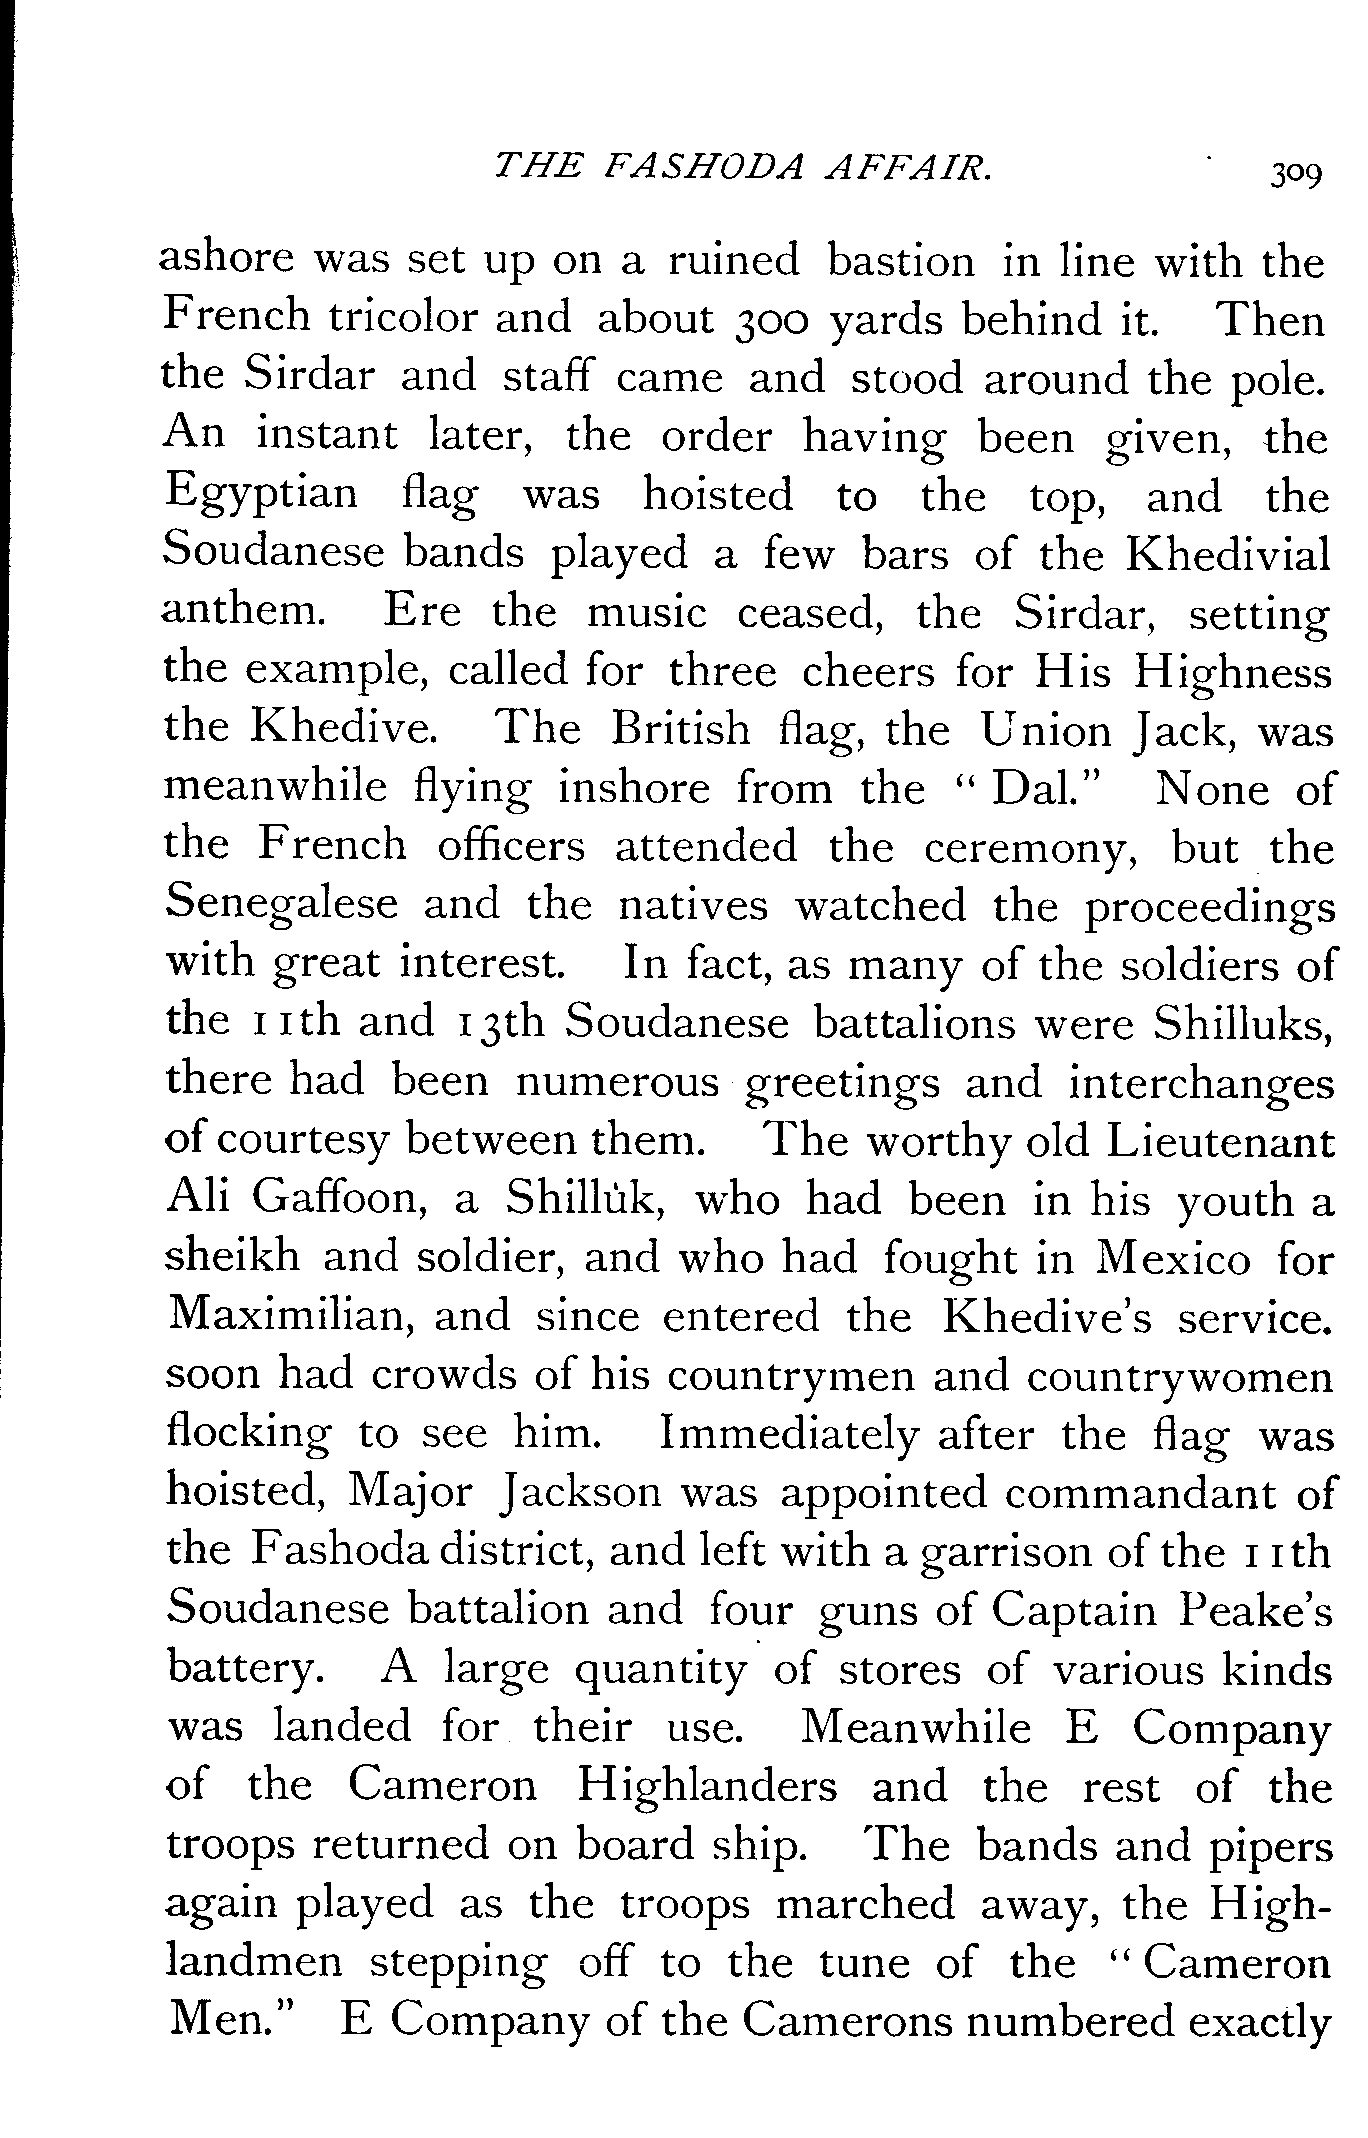 THE FASHODA AFFAIR. 309
ashore was set up on a ruined bastion in line with the
French tricolor and about 300 yards behind it. Then
the Sirdar and staff came and stood around the pole.
An instant later, the order having been given, the
Egyptian flag was hoisted to the top, and the
Soudanese bands played a few bars of the Khedivial
anthem. Ere the music ceased, the Sirdar, setting
the example, called for three cheers for His Highness
the Khedive. The British flag, the Union Jack, was
meanwhile flying inshore from the “ Dal.” None of
the French officers attended the ceremony, but the
Senegalese and the natives watched the proceedings
with great interest. In fact, as many of the soldiers of
the 11th and 13th Soudanese battalions were Shilluks,
there had been numerous greetings and interchanges
of courtesy between them. The worthy old Lieutenant
Ali Gaffoon, a Shillùk, who had been in his youth a
sheikh and soldier, and who had fought in Mexico for
Maximilian, and since entered the Khedive’s service.
soon had crowds of his countrymen and countrywomen
flocking to see him. Immediately after the flag was
hoisted, Major Jackson was appointed commandant of
the Fashoda district, and left with a garrison of the 11th
Soudanese battalion and four guns of Captain Peake’s
battery. A large quantity of stores of various kinds
was landed for their use. Meanwhile E Company
of the Cameron Highlanders and the rest of the
troops returned on board ship. The bands and pipers
again played as the troops marched away, the High-
landmen stepping off to the tune of the “ Cameron
Men.” E Company of the Camerons numbered exactly